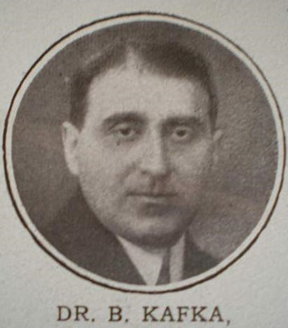 DR. B. KAFKA,